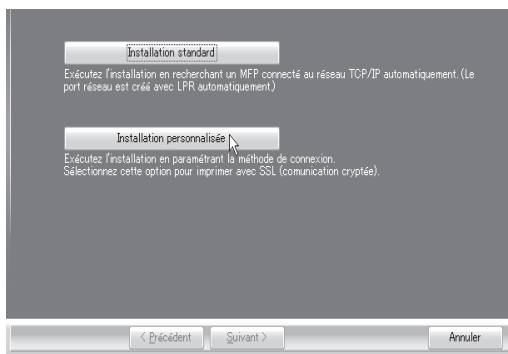 Installation standard
Exécutez l'installation en recherchant un MFP connecté au réseau TCP/IP automatiquement. (Le
port réseau est créé avec LPR automatiquement.)
Installation personnalisée
Exécutez l'installation en paramétrant la méthode de connexion.
Sélectionnez cette option pour imprimer avec SSL (comunication cryptée).
< Précédent Suivant > Annuler